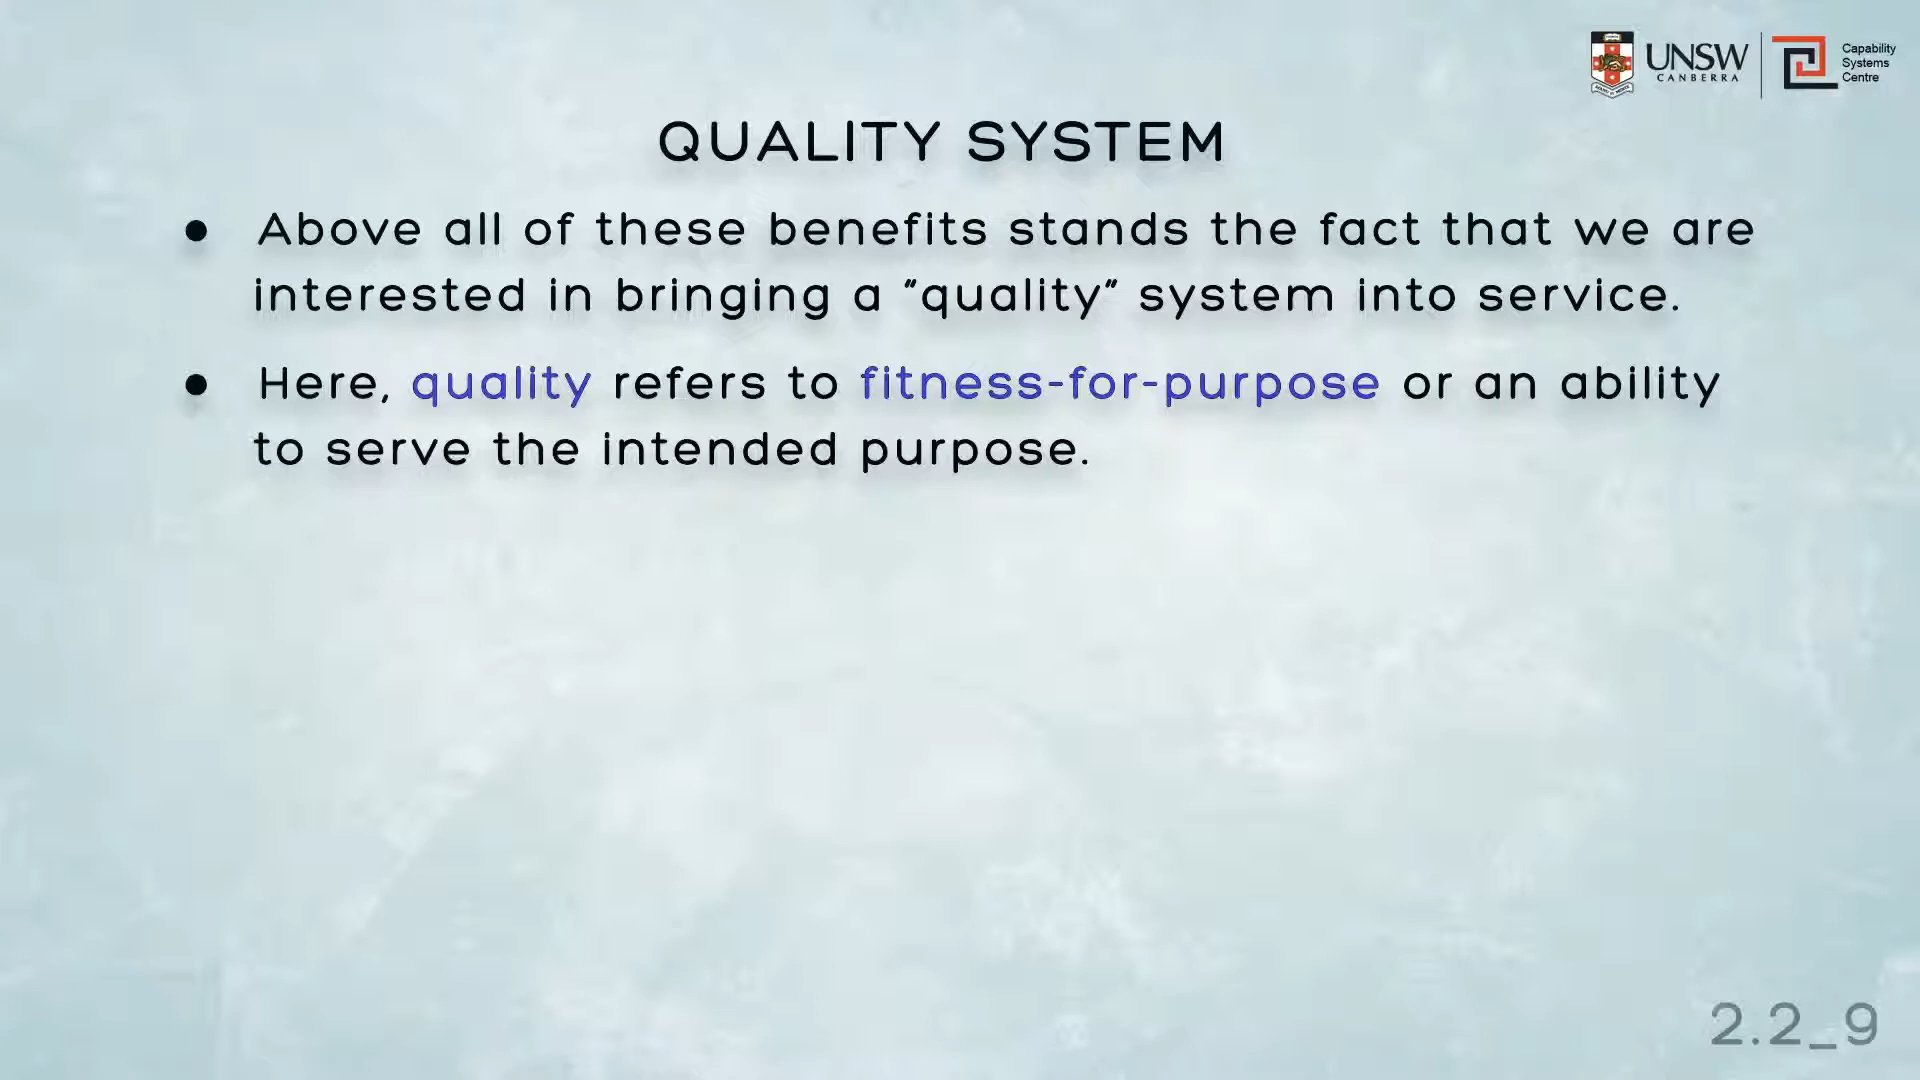 UNSW
CANBERRA
Capability
Systems
Centre
QUALITY SYSTEM
● Above all of these benefits stands the fact that we are
interested in bringing a "quality" system into service.
● Here, quality refers to fitness-for-purpose or an ability
to serve the intended purpose.
2.2_9